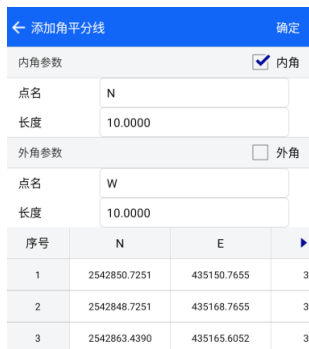 添加角平分线 确定
内角参数 内角
点名 N
长度 10.0000
外角参数 外角
点名 W
长度 10.0000
序号 N E
1 2542850.7251 435150.7655 3
2 2542848.7251 435168.7655 3
3 2542863.4390 435165.6052 3